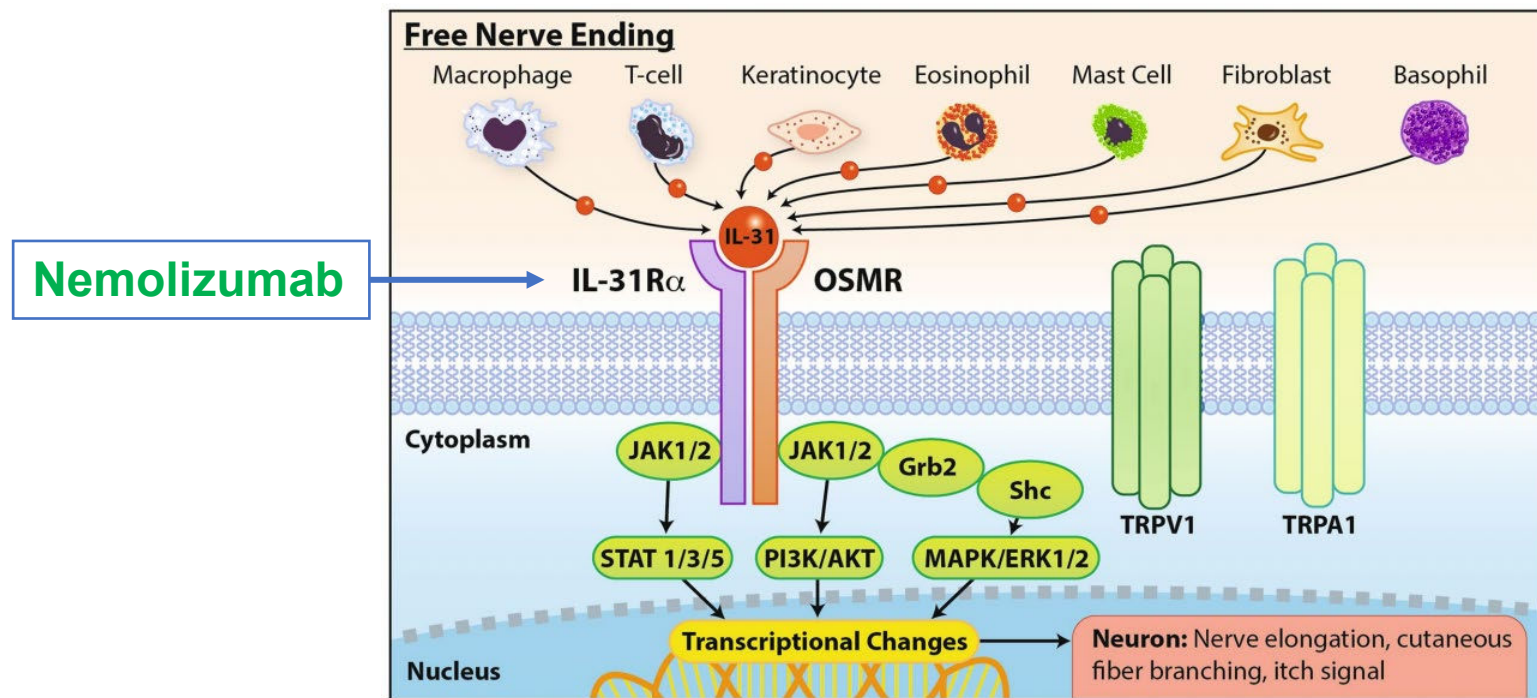 Free Nerve Ending
Macrophage
T-cell
Keratinocyte
Eosinophil
Mast Cell
Fibroblast
Basophil
IL-31
Nemolizumab
IL-31Rα
OSMR
Cytoplasm
JAK1/2
JAK1/2
Grb2
Shc
TRPV1
TRPA1
STAT 1/3/5
PI3K/AKT
MAPK/ERK1/2
Transcriptional Changes
Neuron: Nerve elongation, cutaneous
fiber branching, itch signal
Nucleus